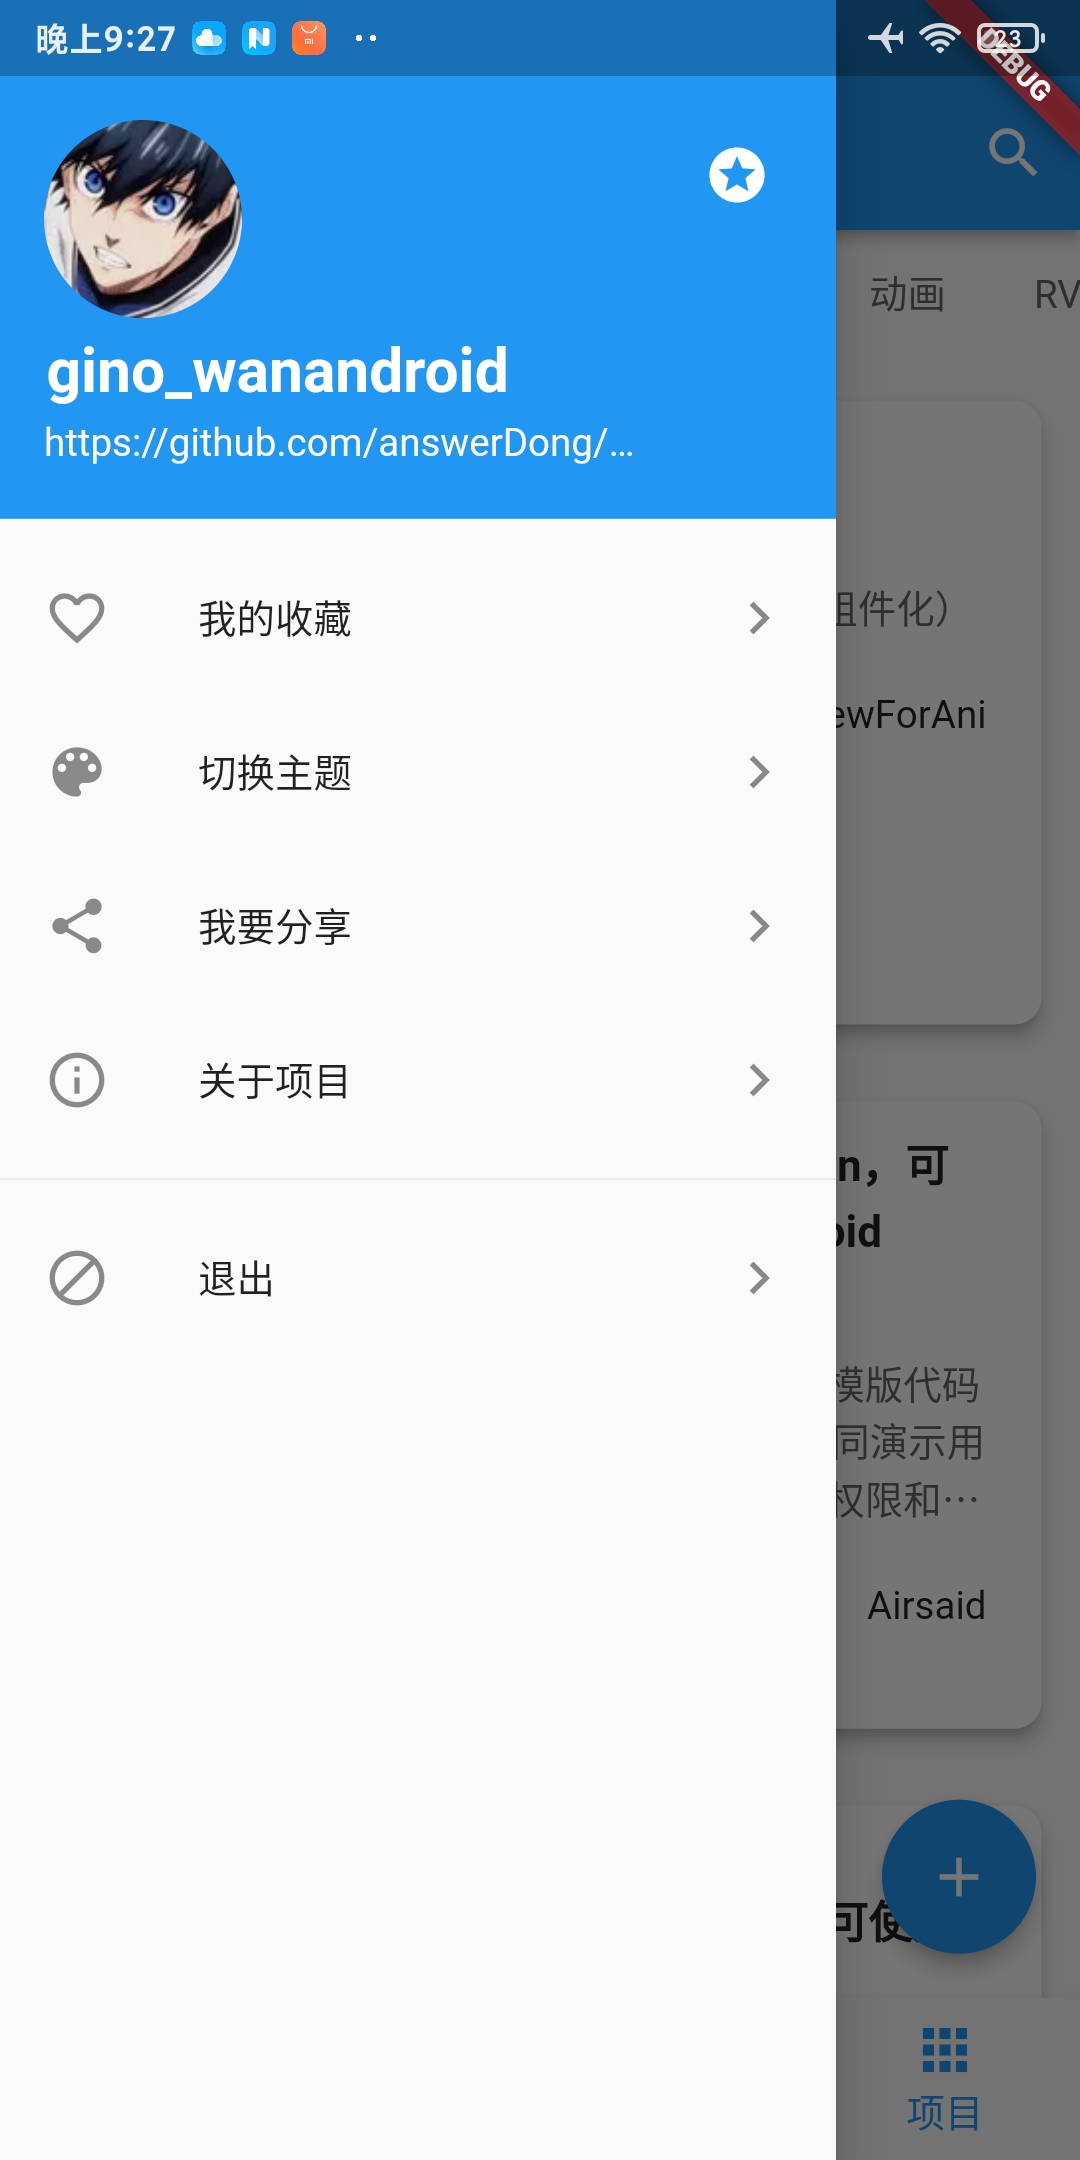 晚上9:27
23
DEBUG
gino_wanandroid
https://github.com/answerDong/...
我的收藏
切换主题
我要分享
关于项目
退出
动画
RV
组件化）
ewForAni
n，可
oid
模版代码
同演示用
权限和…
Airsaid
可使
项目